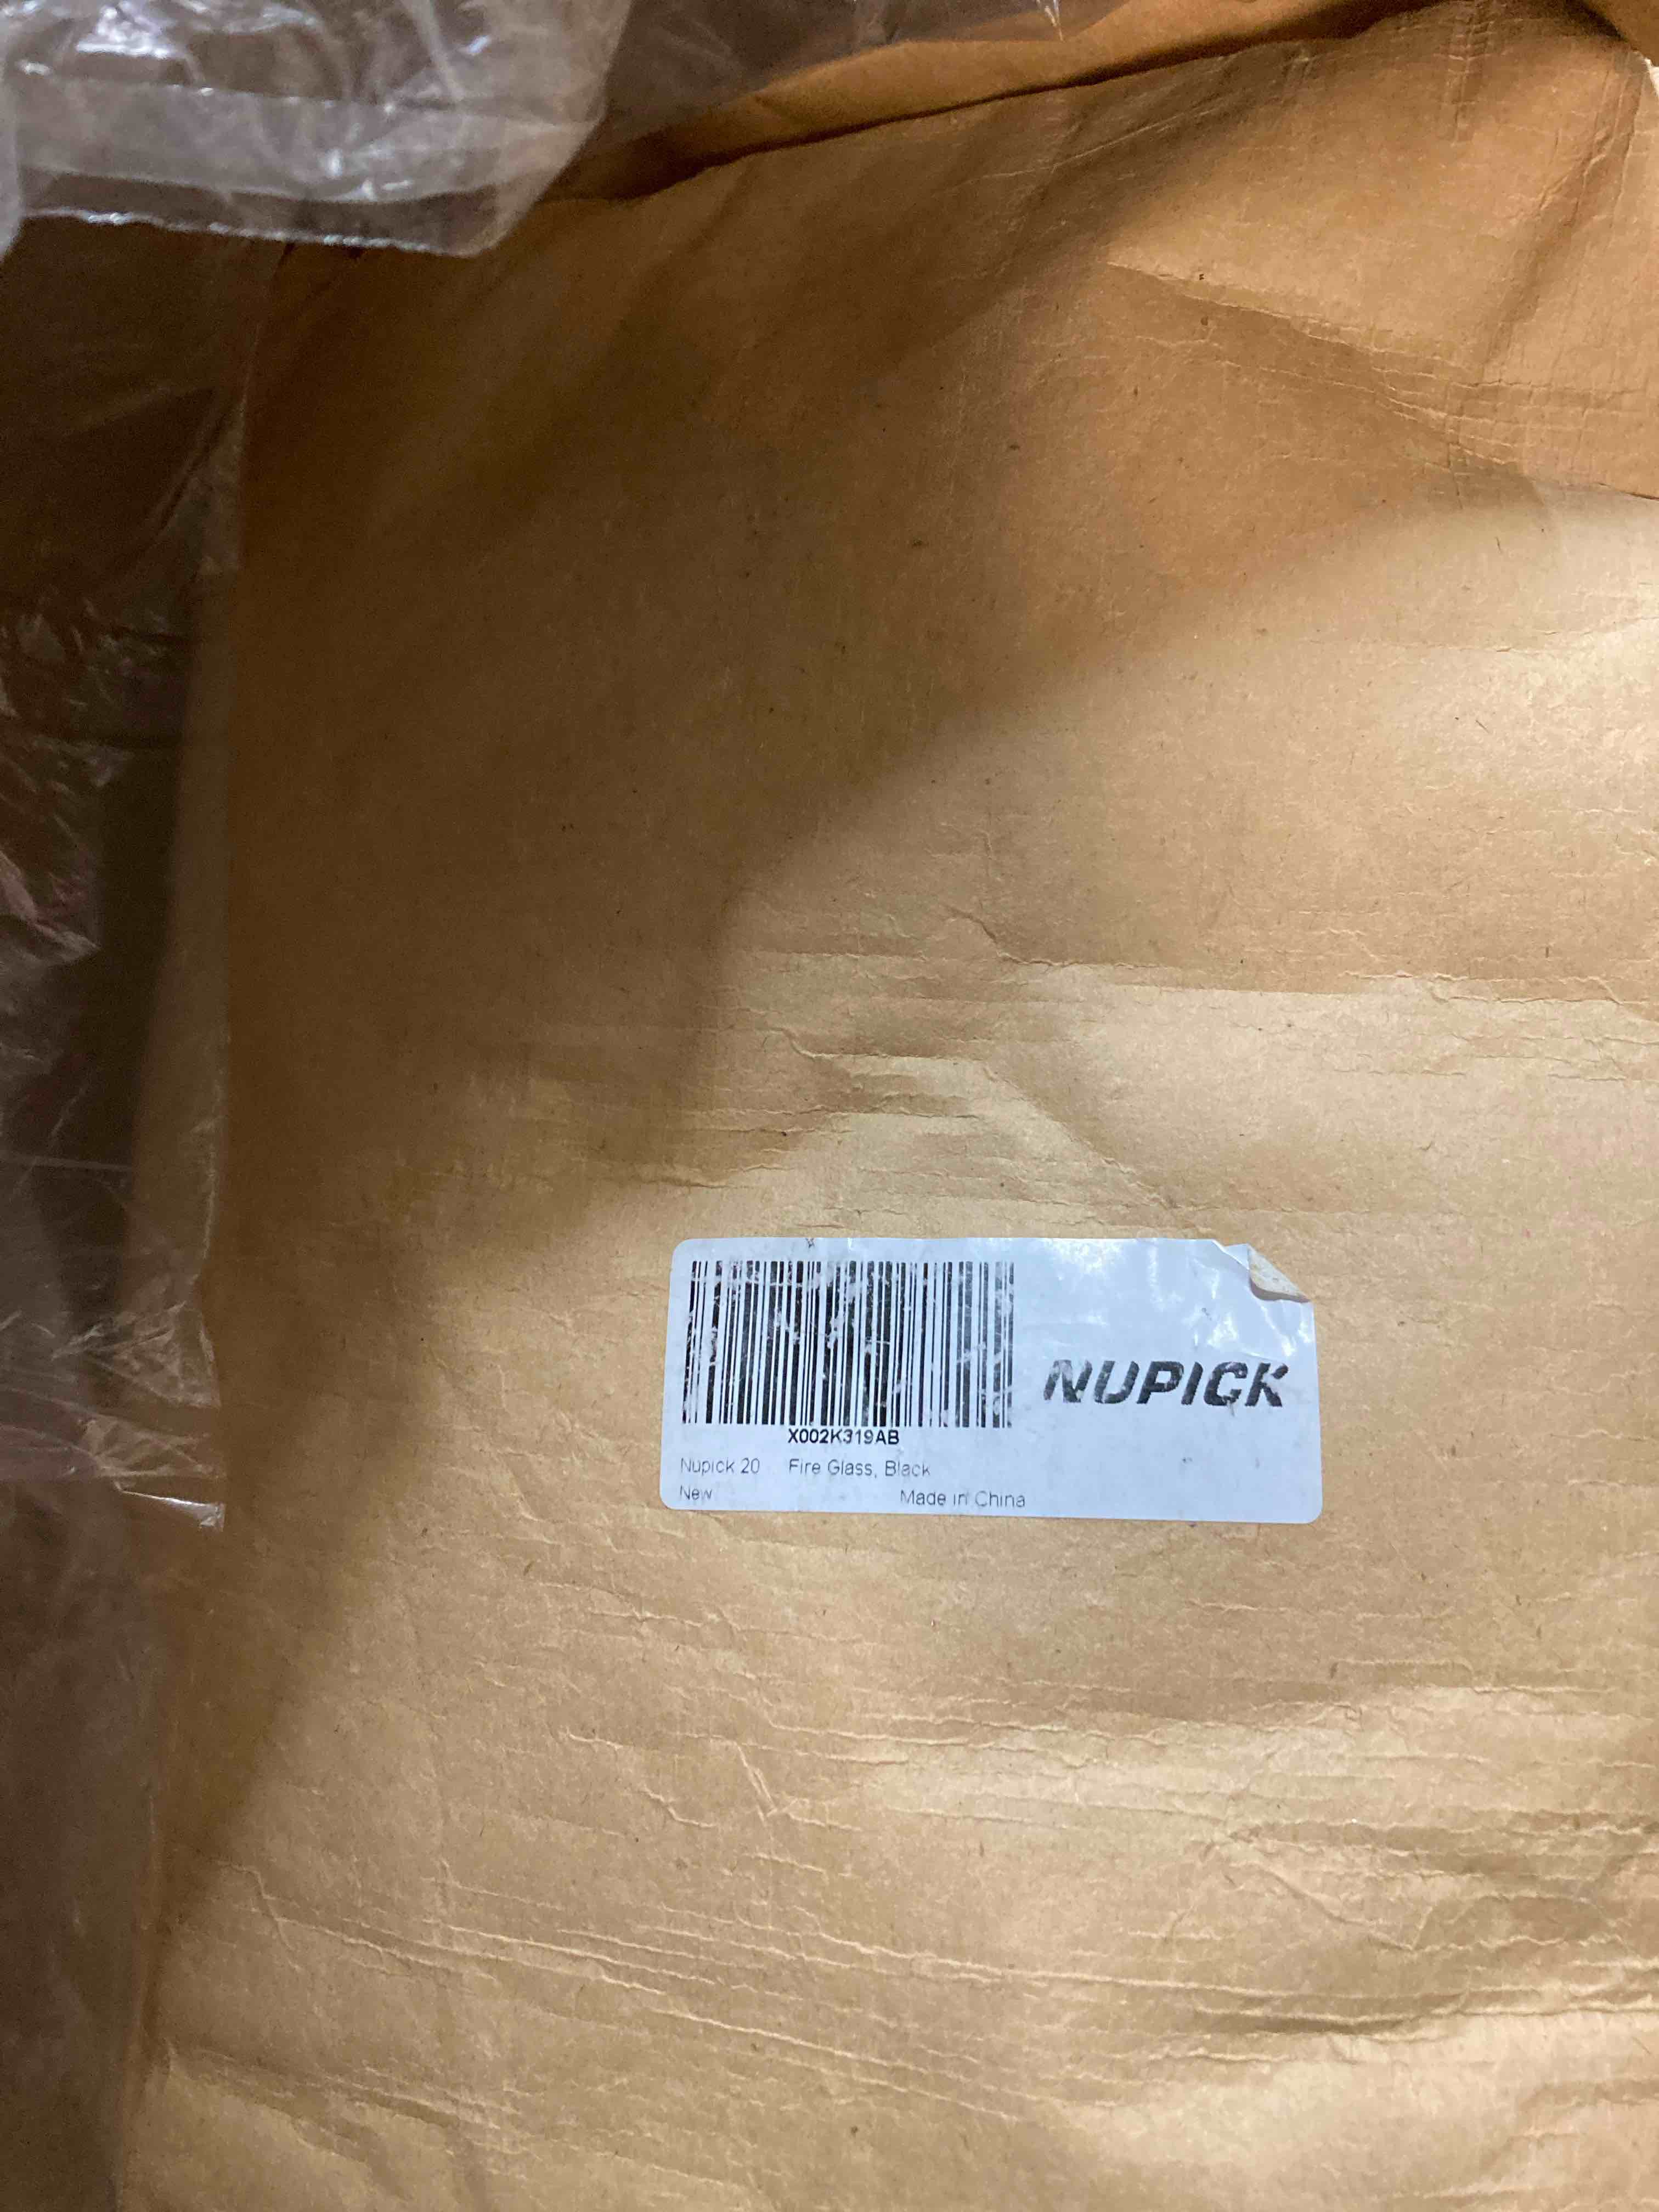 NUPICK
X002K319AB
Nupick 20 Fire Glass, Black
New Made in China